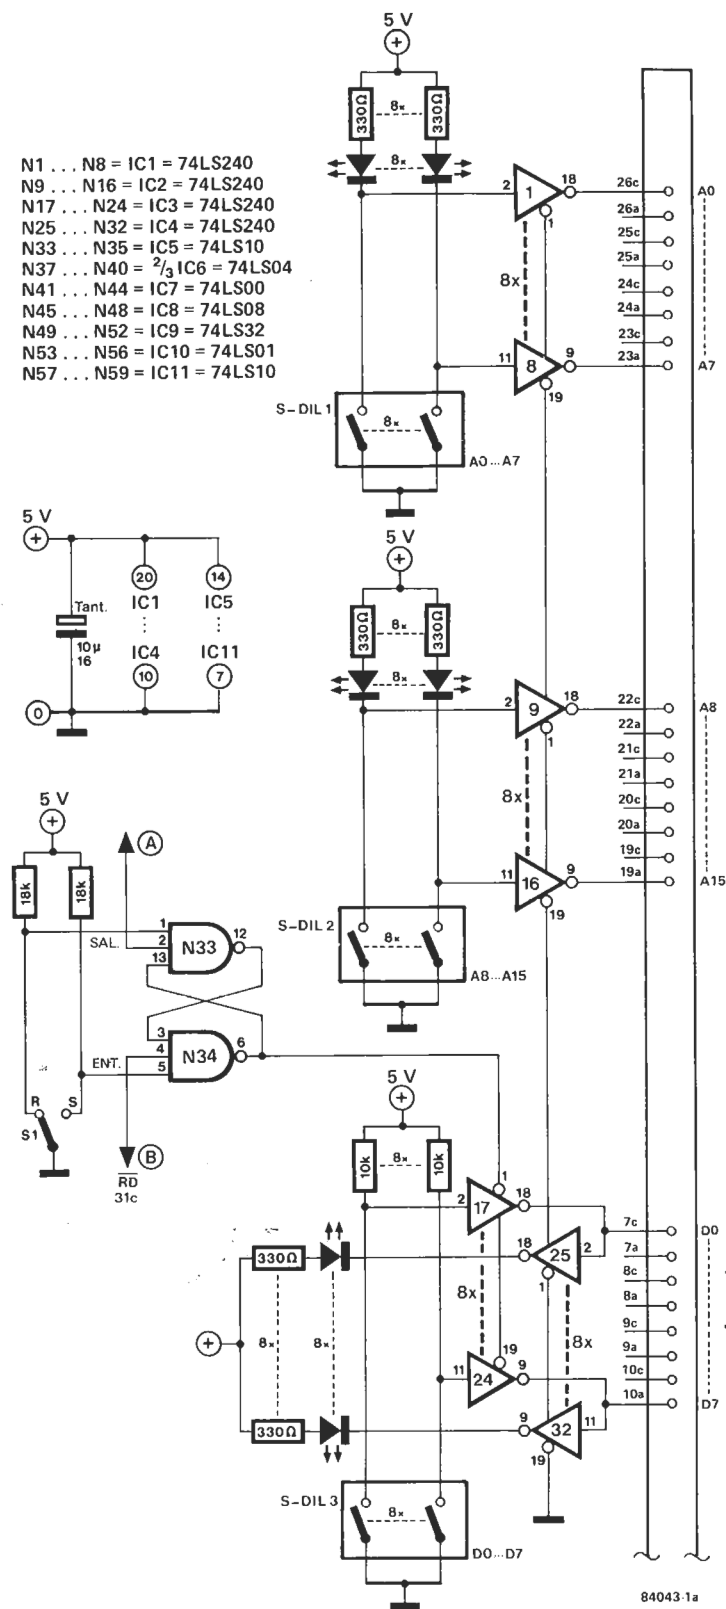 5 V
+
330Ω
8x
330Ω
8x
N1 ... N8 = IC1 = 74LS240
N9 ... N16 = IC2 = 74LS240
N17 ... N24 = IC3 = 74LS240
N25 ... N32 = IC4 = 74LS240
N33 ... N35 = IC5 = 74LS10
N37 ... N40 = 2/3 IC6 = 74LS04
N41 ... N44 = IC7 = 74LS00
N45 ... N48 = IC8 = 74LS08
N49 ... N52 = IC9 = 74LS32
N53 ... N56 = IC10 = 74LS01
N57 ... N59 = IC11 = 74LS10
2 1 18 26c A0
1
26a
25c
25a
8x
24c
24a
23c
11 8 9 23a A7
19
S-DIL 1
8x
A0...A7
5 V
+
20 14
IC1 IC5
Tant.
10µ
16
IC4 IC11
10 7
0
5 V
+
330Ω
8x
330Ω
8x
2 9 18 22c A8
1
22a
21c
21a
8x
20c
20a
19c
11 16 9 19a A15
19
S-DIL 2
8x
A8...A15
5 V
+
A
18k
18k
1
SAL. 2 N33 12
13
3
4 N34 6
ENT. 5
R S
S1
B
RD
31c
5 V
+
10k
8x
10k
1
2 17 18 7c D0
18 25 2 7a
1
8c
8a
330Ω
8x
8x
8x
8x
9c
9a
19
10c
11 24 9 10a D7
+
330Ω
9 32 11
19
S-DIL 3
8x
D0...D7
84043-1a